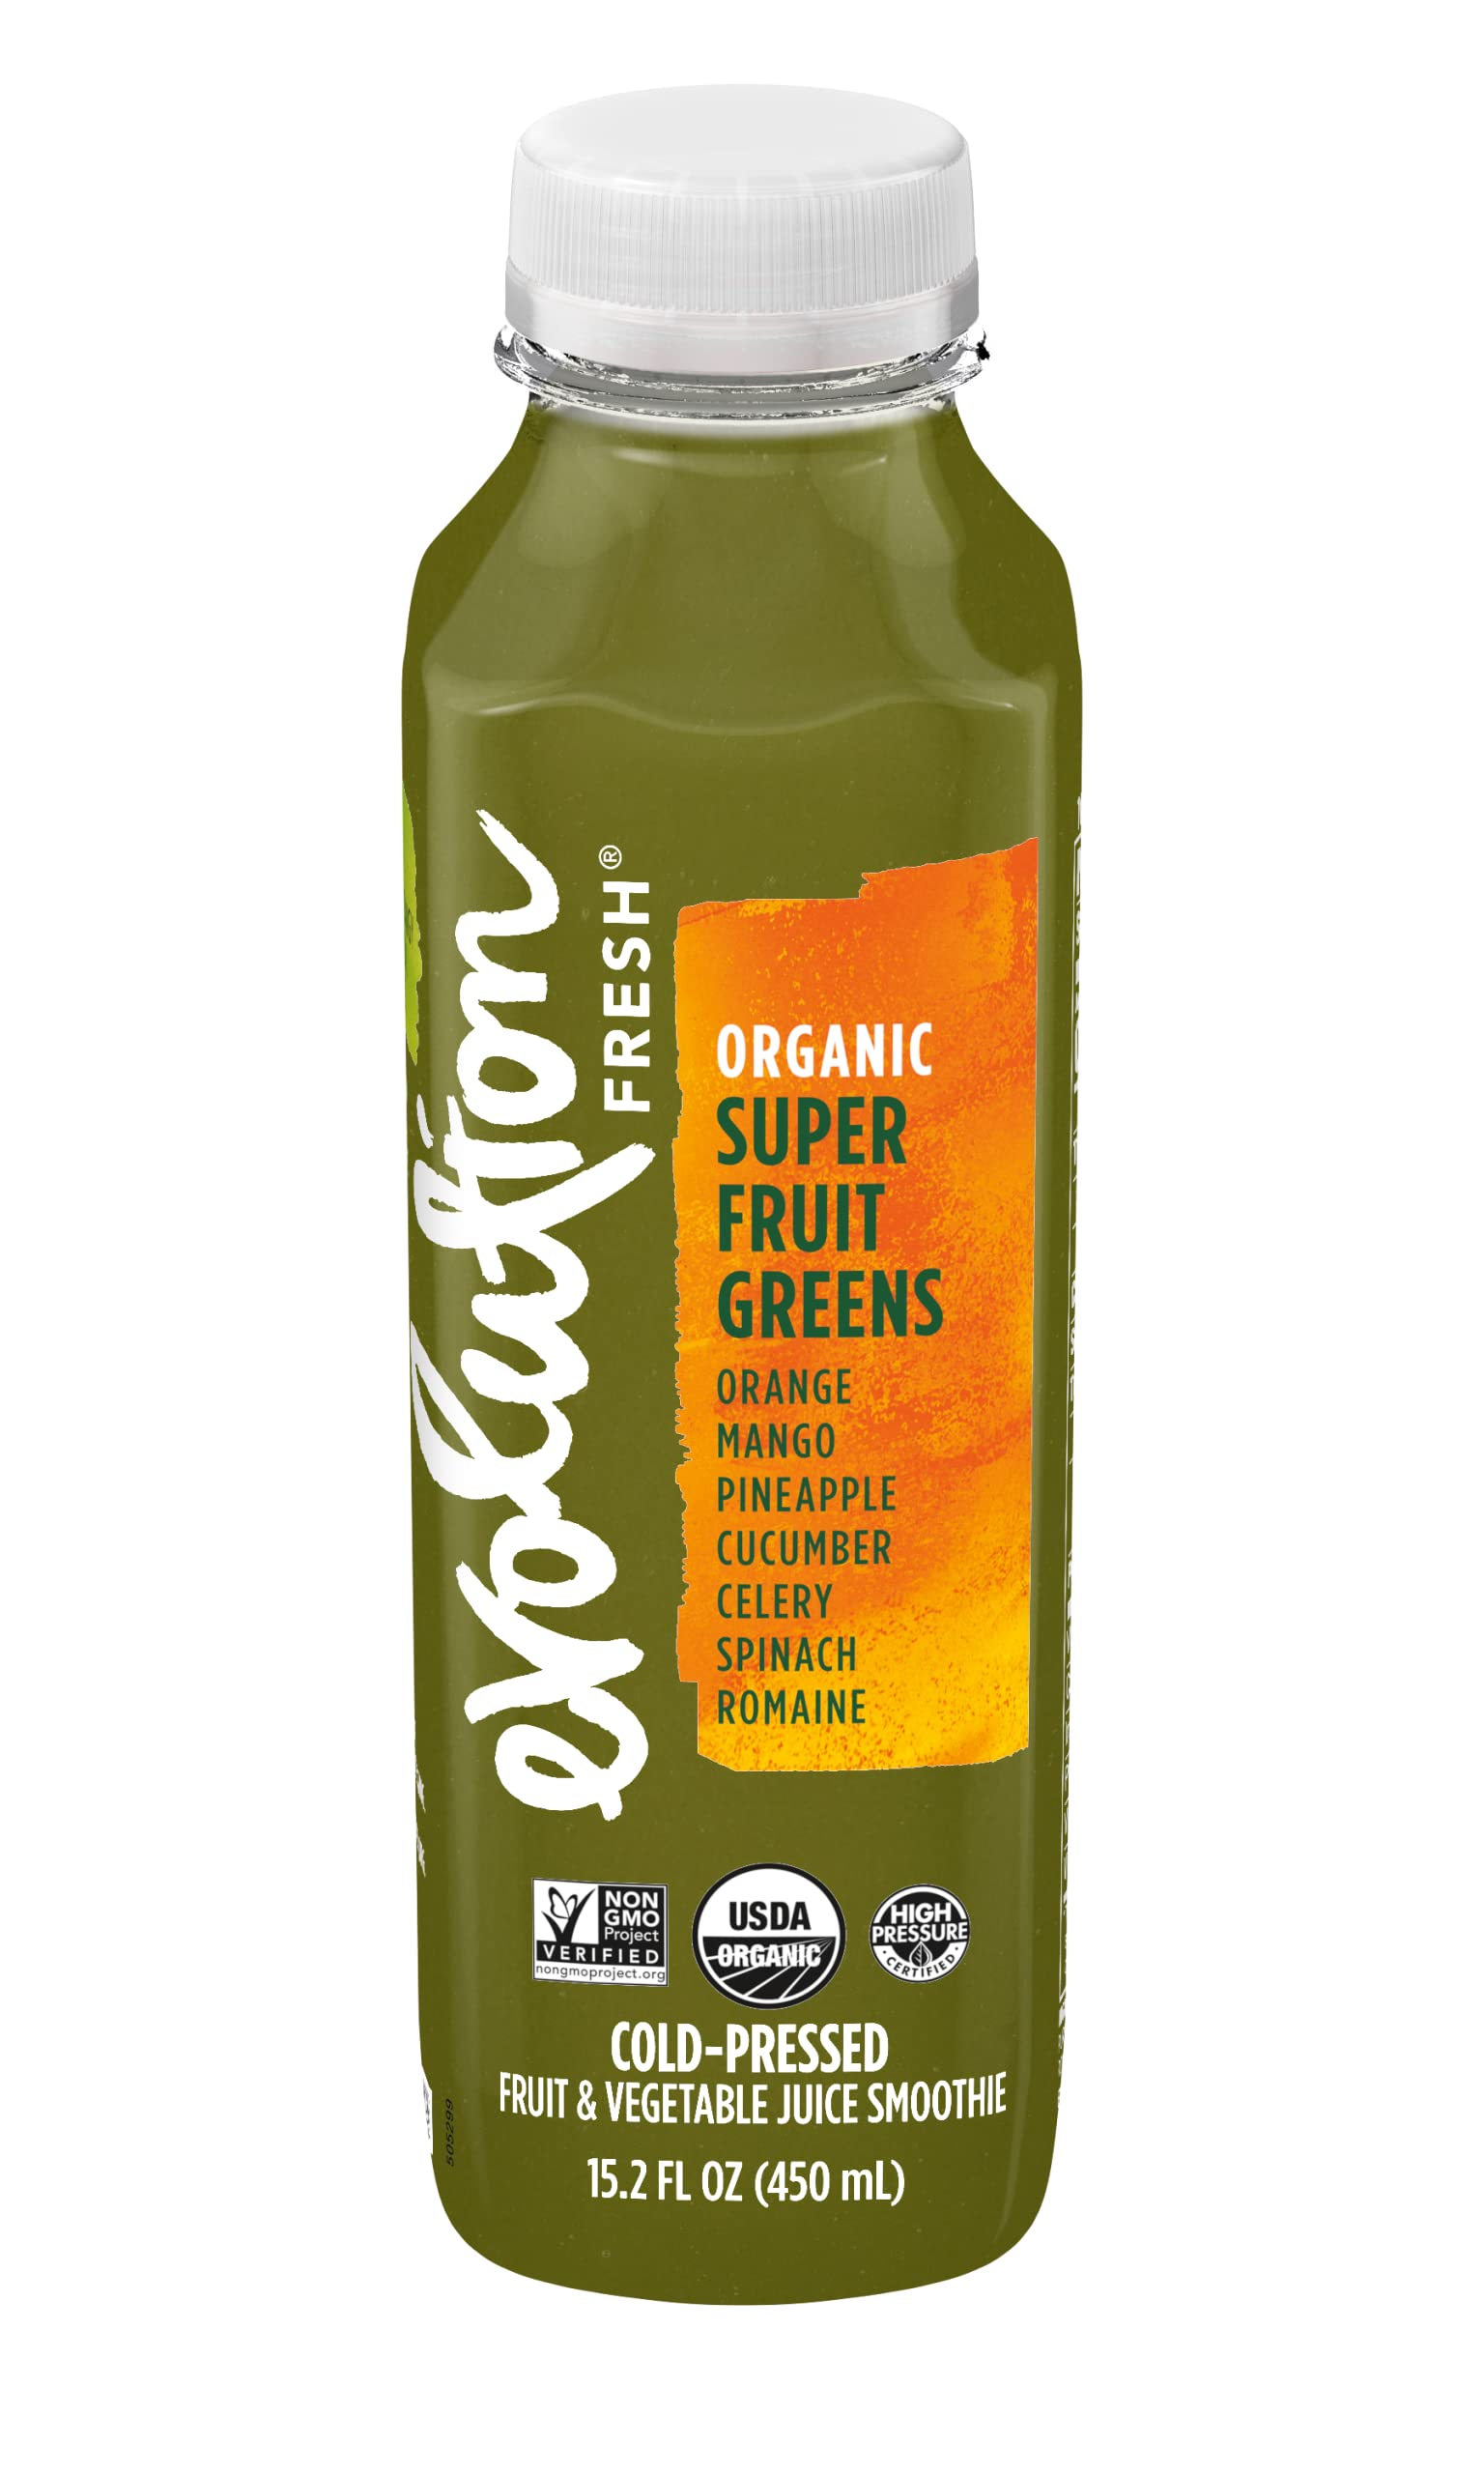 evolution
FRESH®
ORGANIC
SUPER
FRUIT
GREENS
ORANGE
MANGO
PINEAPPLE
CUCUMBER
CELERY
SPINACH
ROMAINE
NON
GMO
Project
VERIFIED
nongmoproject.org
USDA
ORGANIC
HIGH
PRESSURE
CERTIFIED
COLD-PRESSED
FRUIT & VEGETABLE JUICE SMOOTHIE
15.2 FL OZ (450 mL)
505299